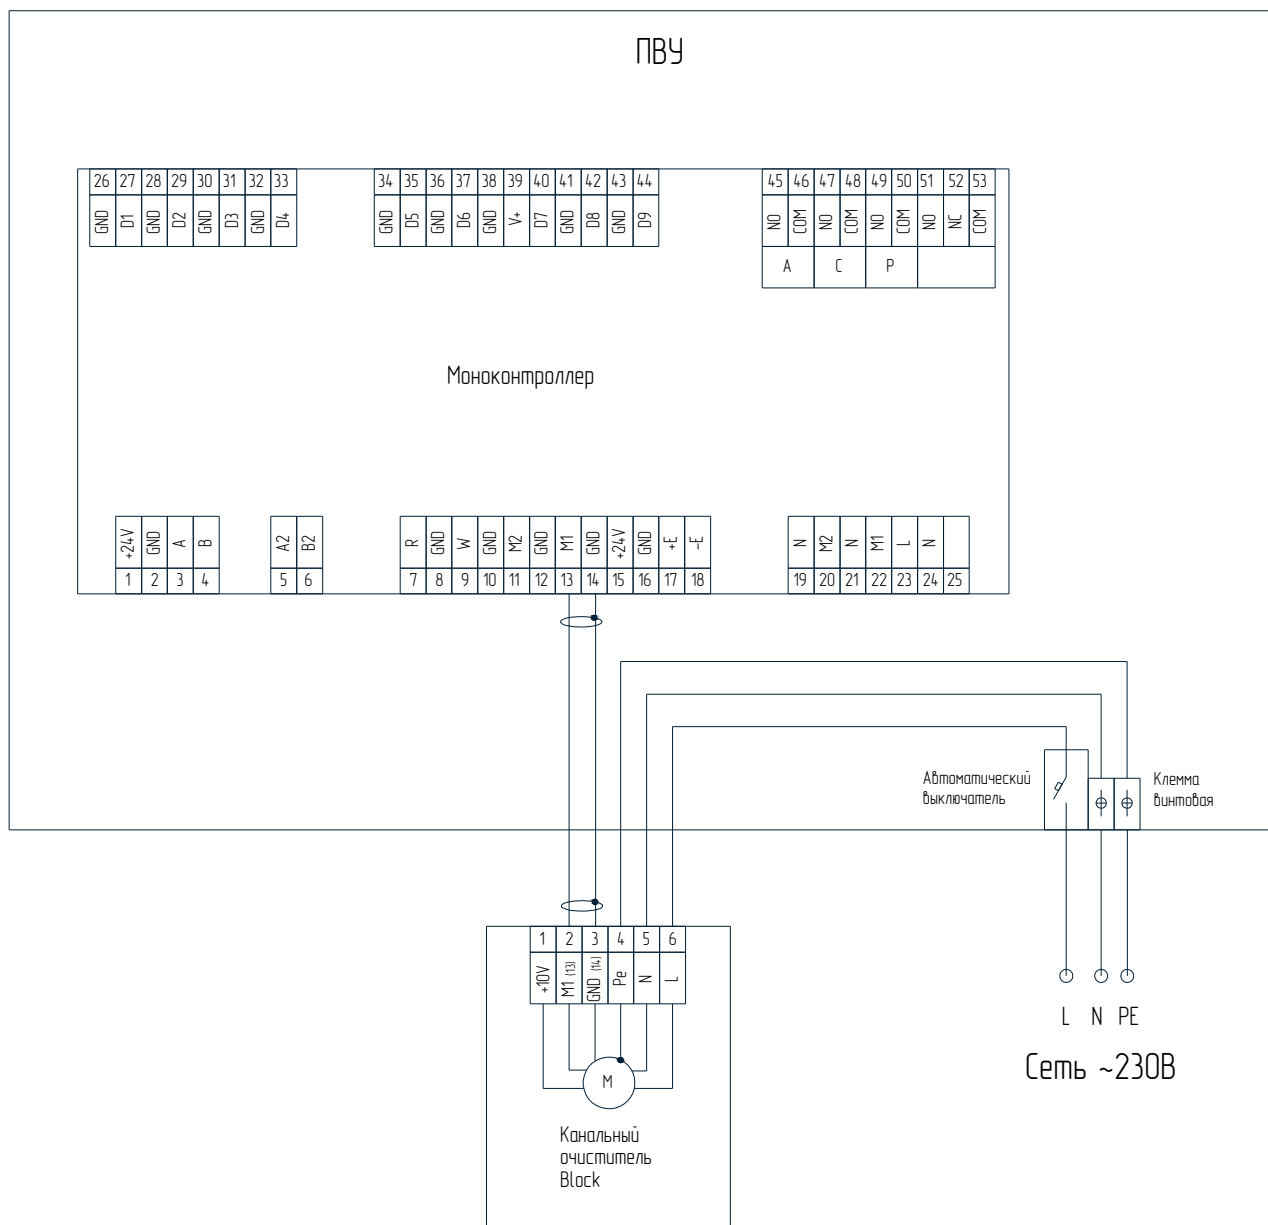 ПВУ
26 27 28 29 30 31 32 33
GND D1 GND D2 GND D3 GND D4
34 35 36 37 38 39 40 41 42 43 44
GND D5 GND D6 GND V+ D7 GND D8 GND D9
45 46 47 48 49 50 51 52 53
NO COM NO COM NO COM NO NC COM
A C P
Моноконтроллер
+24V GND A B
1 2 3 4
A2 B2
5 6
R GND W GND M2 GND M1 GND +24V GND +E -E
7 8 9 10 11 12 13 14 15 16 17 18
N M2 N M1 L N
19 20 21 22 23 24 25
Автоматический
выключатель
Клемма
винтовая
1 2 3 4 5 6
+10V M1 (13) GND (14) Pe N L
M
Канальный
очиститель
Block
L N PE
Сеть ~230В